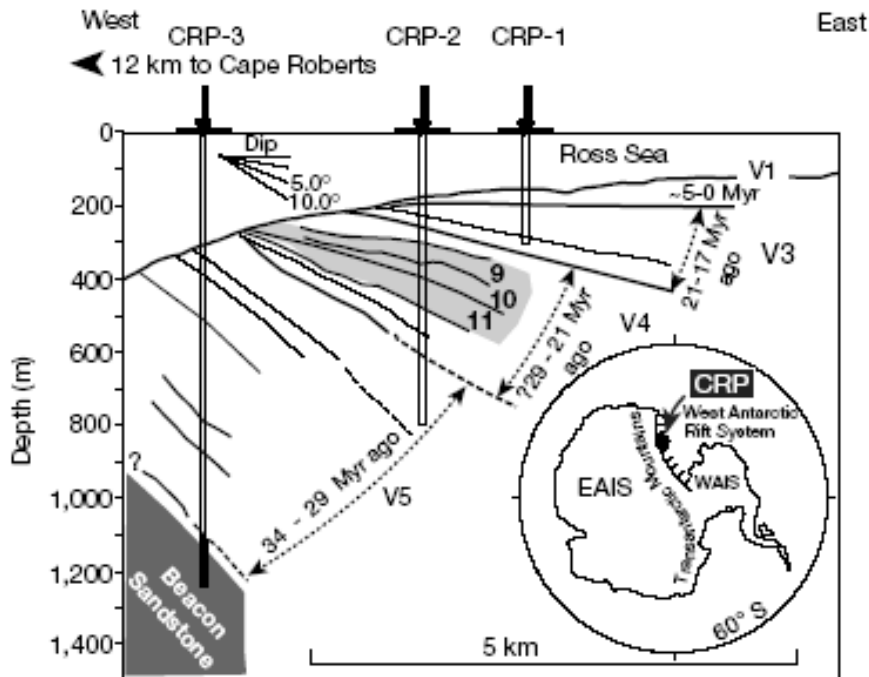 West
East
CRP-3
CRP-2
CRP-1
12 km to Cape Roberts
0
Dip
Ross Sea
V1
5.0°
10.0°
~5-0 Myr
200
21-17 Myr
ago
V3
400
9
10
11
?29 - 21 Myr
ago
V4
600
Depth (m)
800
CRP
West Antarctic
Rift System
EAIS
WAIS
Transantarctic Mountains
60° S
?
34 - 29 Myr ago
V5
1,000
1,200
Beacon
Sandstone
1,400
5 km